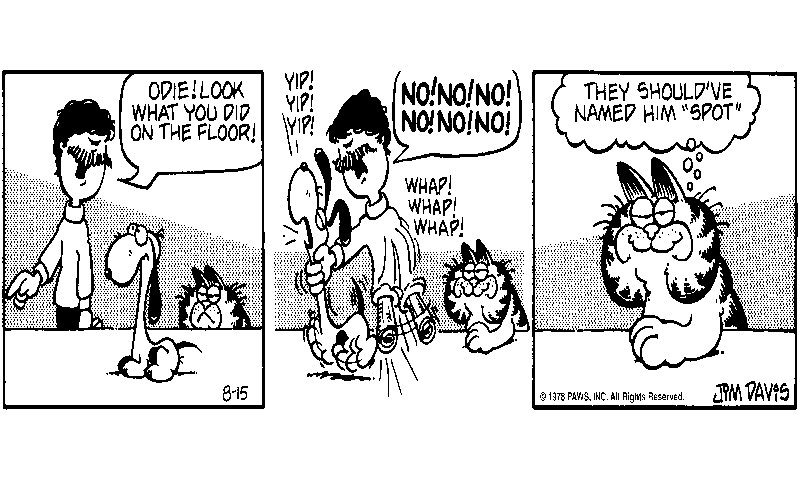 ODIE! LOOK
WHAT YOU DID
ON THE FLOOR!
8-15
YIP!
YIP!
YIP!
NO! NO! NO!
NO! NO! NO!
WHAP!
WHAP!
WHAP!
THEY SHOULD'VE
NAMED HIM "SPOT"
© 1978 PAWS, INC. All Rights Reserved.
JIM DAVIS